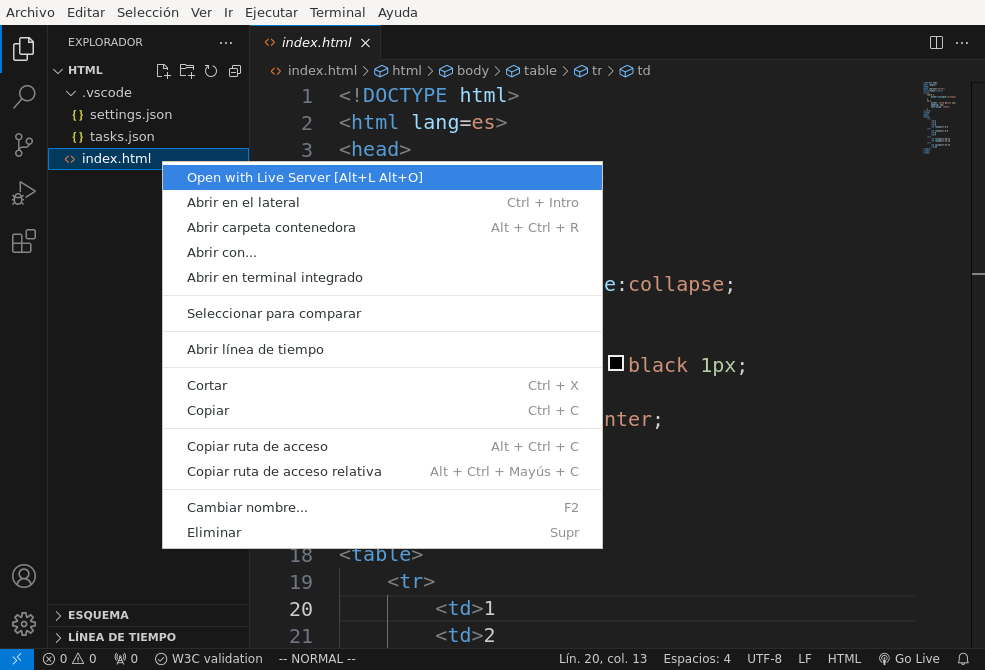 Archivo Editar Selección Ver Ir Ejecutar Terminal Ayuda
EXPLORADOR
index.html
HTML
index.html > html > body > table > tr > td
.vscode
settings.json
tasks.json
index.html
1 <!DOCTYPE html>
2 <html lang=es>
3 <head>
Open with Live Server [Alt+L Alt+O]
Abrir en el lateral Ctrl + Intro
Abrir carpeta contenedora Alt + Ctrl + R
Abrir con...
Abrir en terminal integrado
e:collapse;
Seleccionar para comparar
Abrir línea de tiempo
black 1px;
Cortar Ctrl + X
Copiar Ctrl + C
nter;
Copiar ruta de acceso Alt + Ctrl + C
Copiar ruta de acceso relativa Alt + Ctrl + Mayús + C
Cambiar nombre... F2
Eliminar Supr
18 <table>
19 <tr>
20 <td>1
21 <td>2
ESQUEMA
LÍNEA DE TIEMPO
0 0 0 W3C validation -- NORMAL -- Lín. 20, col. 13 Espacios: 4 UTF-8 LF HTML Go Live